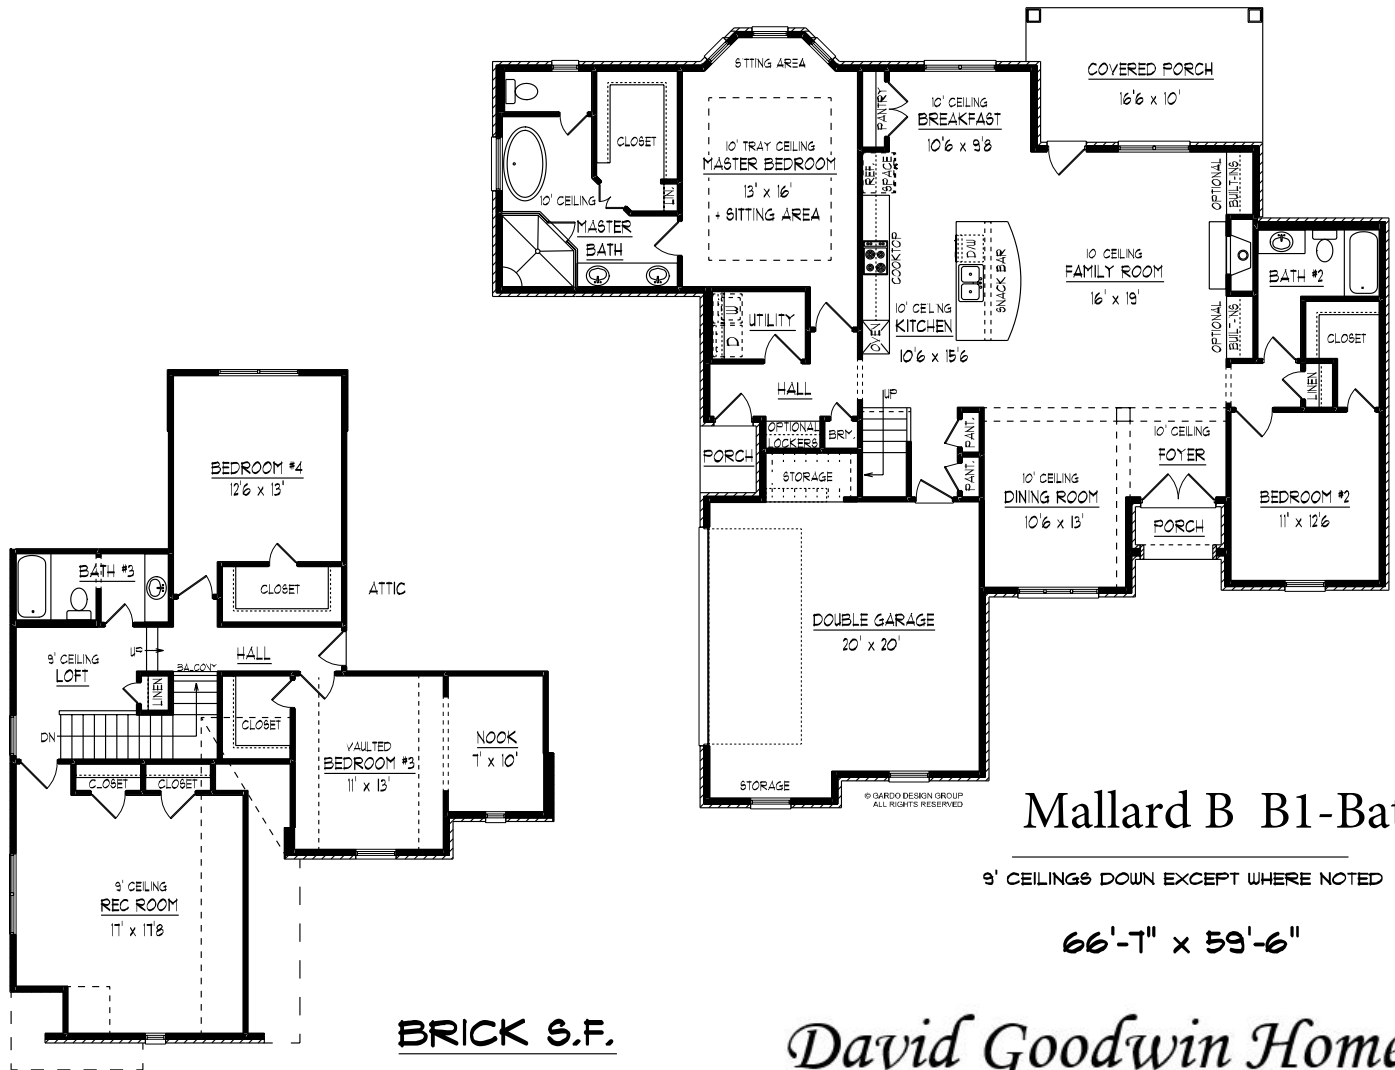 SITTING AREA
COVERED PORCH
16'6 x 10'
PANTRY
10' CEILING
BREAKFAST
10'6 x 9'8
CLOSET
10' TRAY CEILING
MASTER BEDROOM
13' x 16'
+ SITTING AREA
REF.
SPACE
LIN.
10' CEILING
MASTER
BATH
OPTIONAL
BUILT-INS
COOKTOP
D/W
SNACK BAR
10 CEILING
FAMILY ROOM
16' x 19'
BATH #2
UTILITY
D
W
10' CEILNG
KITCHEN
10'6 x 15'6
OVEN
OPTIONAL
BUILT-INS
CLOSET
LINEN
HALL
UP
OPTIONAL
LOCKERS
BRM.
PORCH
STORAGE
PANT.
PANT.
10' CEILING
FOYER
10' CEILING
DINING ROOM
10'6 x 13'
PORCH
BEDROOM #2
11' x 12'6
DOUBLE GARAGE
20' x 20'
STORAGE
© GARDO DESIGN GROUP
ALL RIGHTS RESERVED
BEDROOM #4
12'6 x 13'
CLOSET
ATTIC
BATH #3
9' CEILING
LOFT
UP
HALL
BALCONY
LINEN
DN
CLOSET
VAULTED
BEDROOM #3
11' x 13'
NOOK
7' x 10'
CLOSET
CLOSET
9' CEILING
REC ROOM
17' x 17'8
BRICK S.F.
Mallard B B1-Bat
9' CEILINGS DOWN EXCEPT WHERE NOTED
66'-7" x 59'-6"
David Goodwin Home